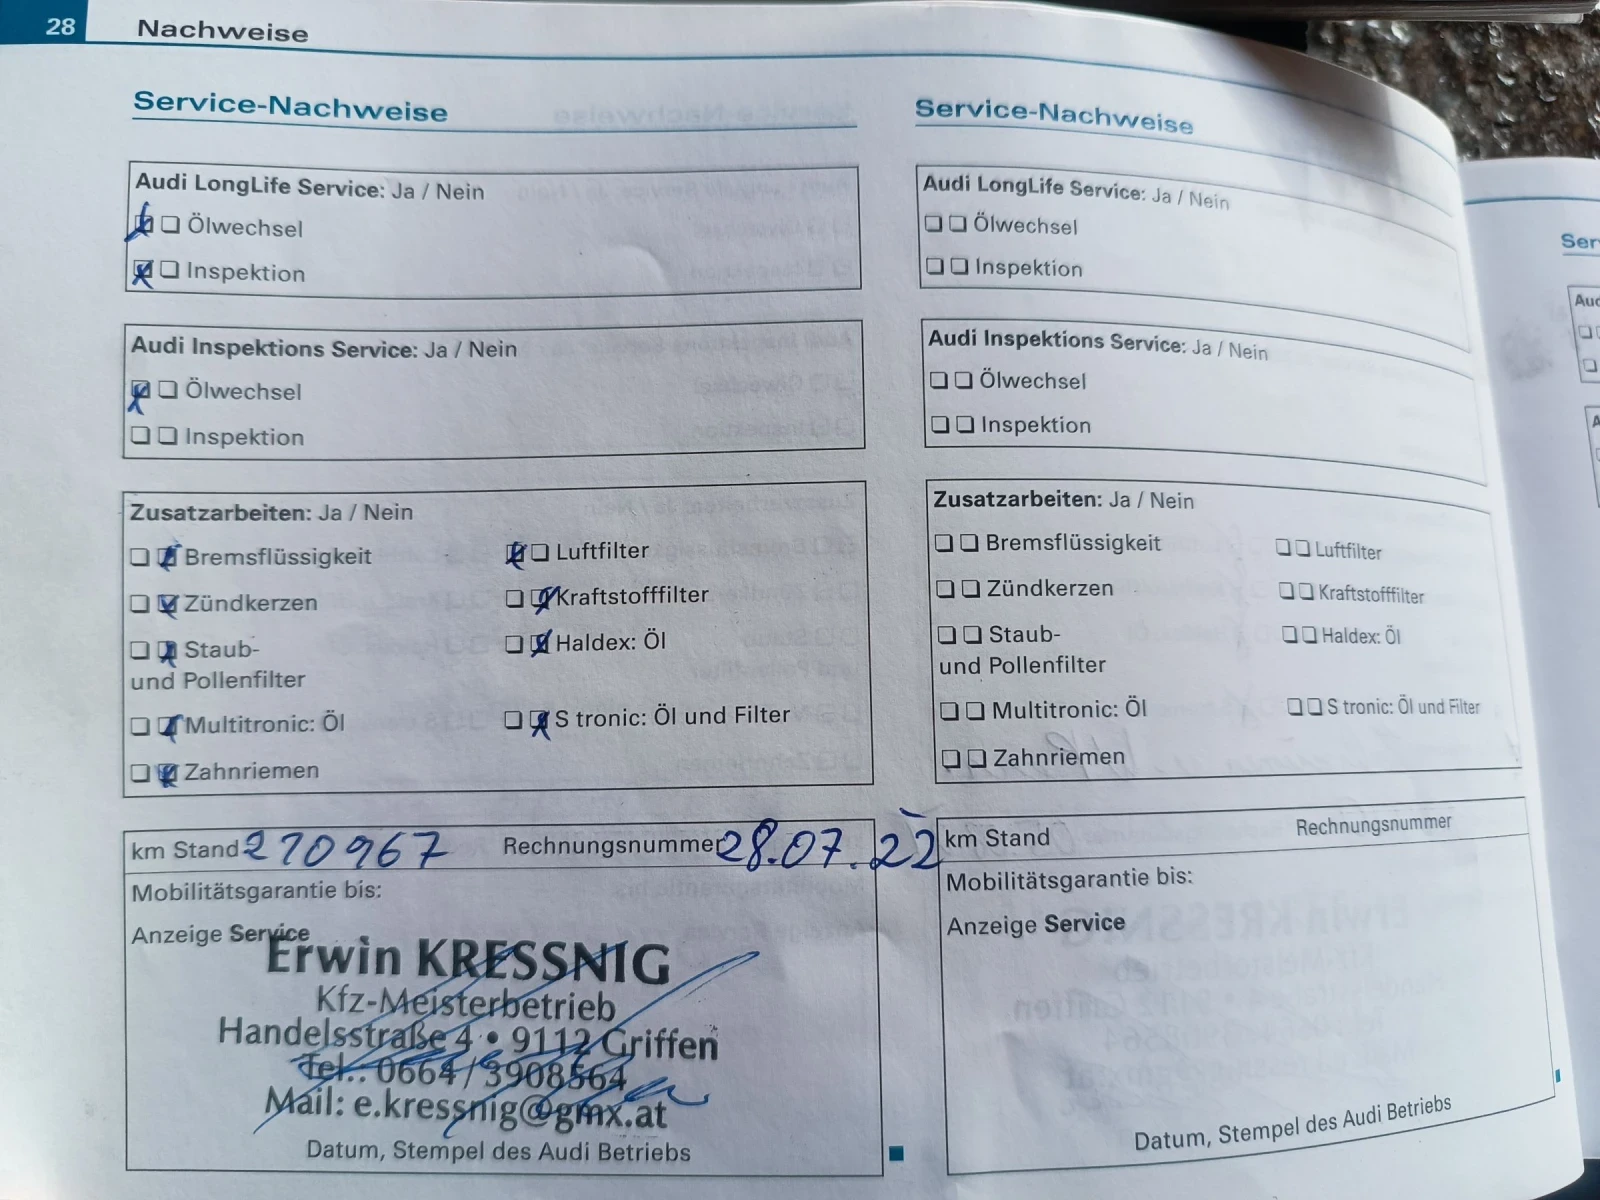 28 Nachweise
Service-Nachweise
Audi LongLife Service: Ja / Nein
Ölwechsel
Inspektion
Audi Inspektions Service: Ja / Nein
Ölwechsel
Inspektion
Zusatzarbeiten: Ja / Nein
Bremsflüssigkeit
Luftfilter
Zündkerzen
Kraftstofffilter
Staub-
und Pollenfilter
Haldex: Öl
Multitronic: Öl
S tronic: Öl und Filter
Zahnriemen
km Stand 210967 Rechnungsnummer 28.07.22
Mobilitätsgarantie bis:
Anzeige Service
Erwin KRESSNIG
Kfz-Meisterbetrieb
Handelsstraße 4 • 9112 Griffen
Tel.: 0664/3908564
Mail: e.kressnig@gmx.at
Datum, Stempel des Audi Betriebs
Service-Nachweise
Audi LongLife Service: Ja / Nein
Ölwechsel
Inspektion
Audi Inspektions Service: Ja / Nein
Ölwechsel
Inspektion
Zusatzarbeiten: Ja / Nein
Bremsflüssigkeit
Luftfilter
Zündkerzen
Kraftstofffilter
Staub-
und Pollenfilter
Haldex: Öl
Multitronic: Öl
S tronic: Öl und Filter
Zahnriemen
km Stand Rechnungsnummer
Mobilitätsgarantie bis:
Anzeige Service
Datum, Stempel des Audi Betriebs